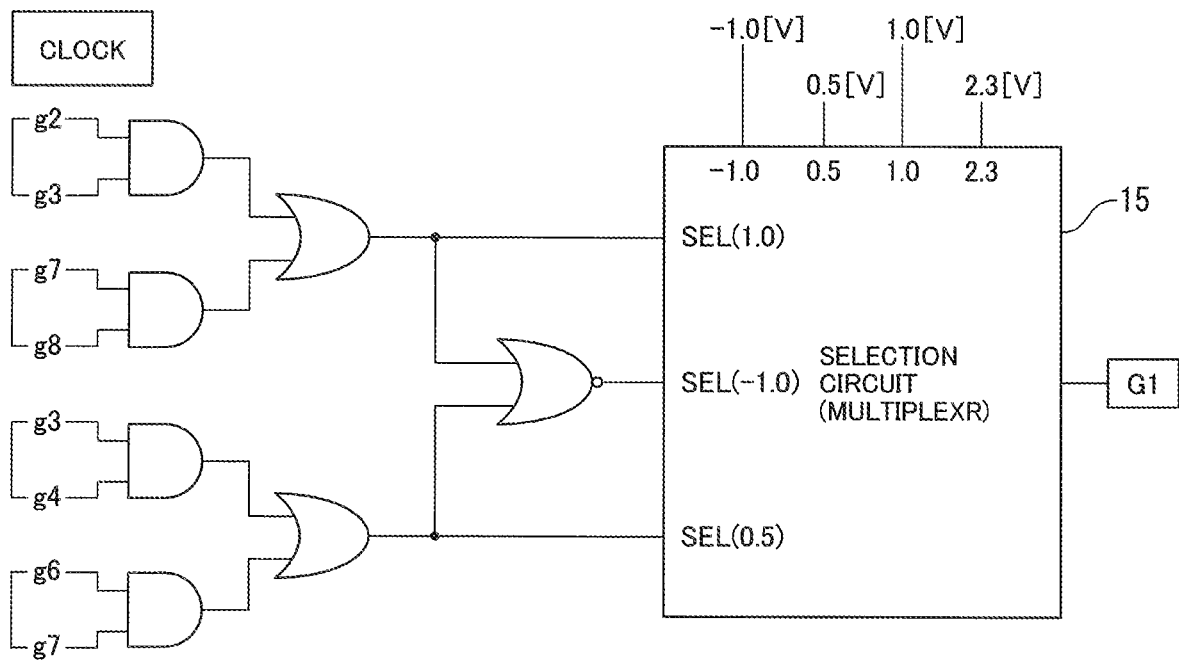 CLOCK
-1.0[V]
1.0[V]
0.5[V]
2.3[V]
-1.0 0.5 1.0 2.3
15
g2
g3
g7
g8
g3
g4
g6
g7
SEL(1.0)
SEL(-1.0)
SEL(0.5)
SELECTION
CIRCUIT
(MULTIPLEXR)
G1